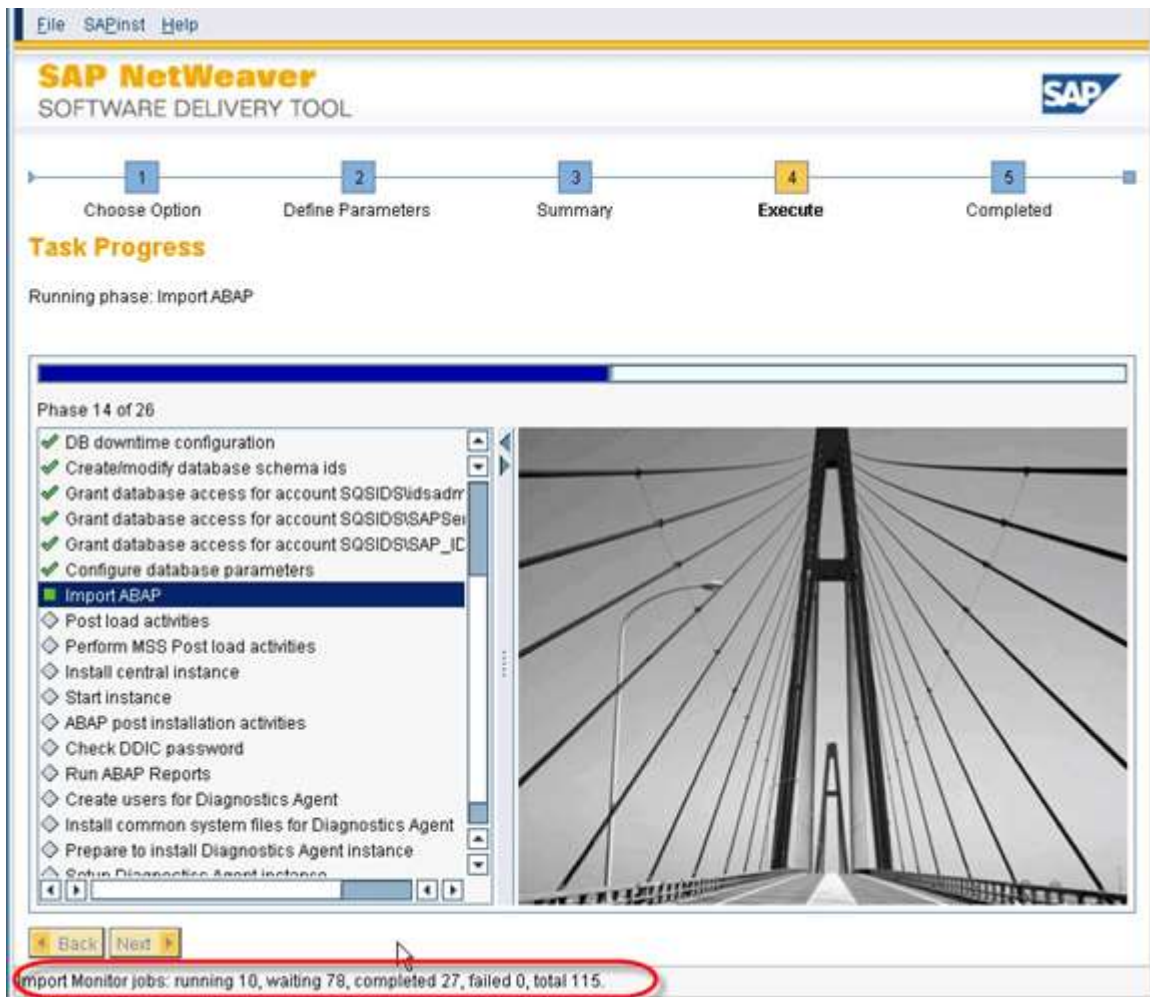 File SAPinst Help
SAP NetWeaver
SOFTWARE DELIVERY TOOL
SAP
1 2 3 4 5
Choose Option Define Parameters Summary Execute Completed
Task Progress
Running phase: Import ABAP
Phase 14 of 26
DB downtime configuration
Create/modify database schema ids
Grant database access for account SQSIDS\idsadm
Grant database access for account SQSIDS\SAPSer
Grant database access for account SQSIDS\SAP_ID
Configure database parameters
Import ABAP
Post load activities
Perform MSS Post load activities
Install central instance
Start instance
ABAP post installation activities
Check DDIC password
Run ABAP Reports
Create users for Diagnostics Agent
Install common system files for Diagnostics Agent
Prepare to install Diagnostics Agent instance
Setup Diagnostics Agent instance
Back Next
Import Monitor jobs: running 10, waiting 78, completed 27, failed 0, total 115.